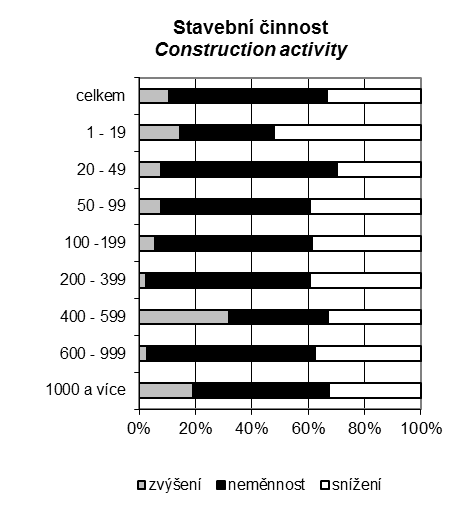 Stavební činnost
Construction activity
celkem
1 - 19
20 - 49
50 - 99
100 -199
200 - 399
400 - 599
600 - 999
1000 a více
0% 20% 40% 60% 80% 100%
zvýšení neměnnost snížení